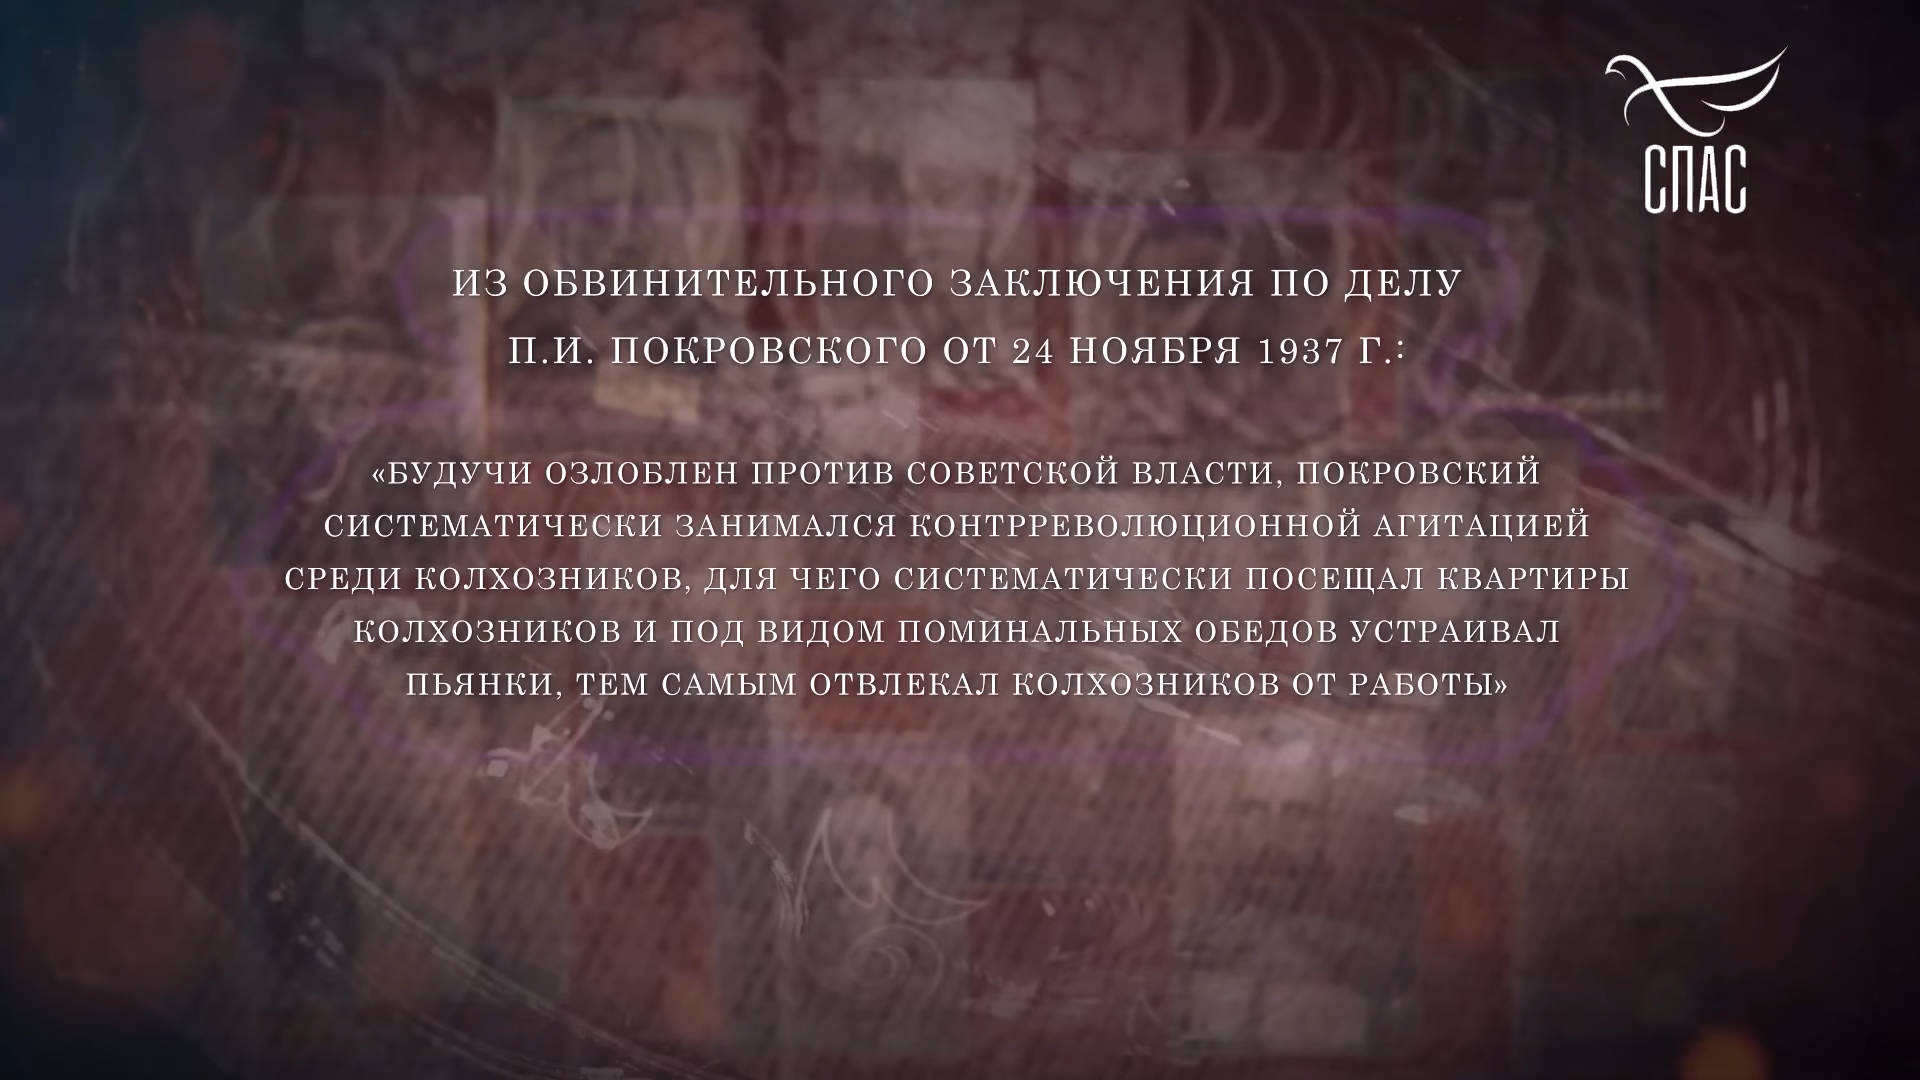 СПАС
ИЗ ОБВИНИТЕЛЬНОГО ЗАКЛЮЧЕНИЯ ПО ДЕЛУ
П.И. ПОКРОВСКОГО ОТ 24 НОЯБРЯ 1937 Г.:
«БУДУЧИ ОЗЛОБЛЕН ПРОТИВ СОВЕТСКОЙ ВЛАСТИ, ПОКРОВСКИЙ
СИСТЕМАТИЧЕСКИ ЗАНИМАЛСЯ КОНТРРЕВОЛЮЦИОННОЙ АГИТАЦИЕЙ
СРЕДИ КОЛХОЗНИКОВ, ДЛЯ ЧЕГО СИСТЕМАТИЧЕСКИ ПОСЕЩАЛ КВАРТИРЫ
КОЛХОЗНИКОВ И ПОД ВИДОМ ПОМИНАЛЬНЫХ ОБЕДОВ УСТРАИВАЛ
ПЬЯНКИ, ТЕМ САМЫМ ОТВЛЕКАЛ КОЛХОЗНИКОВ ОТ РАБОТЫ»